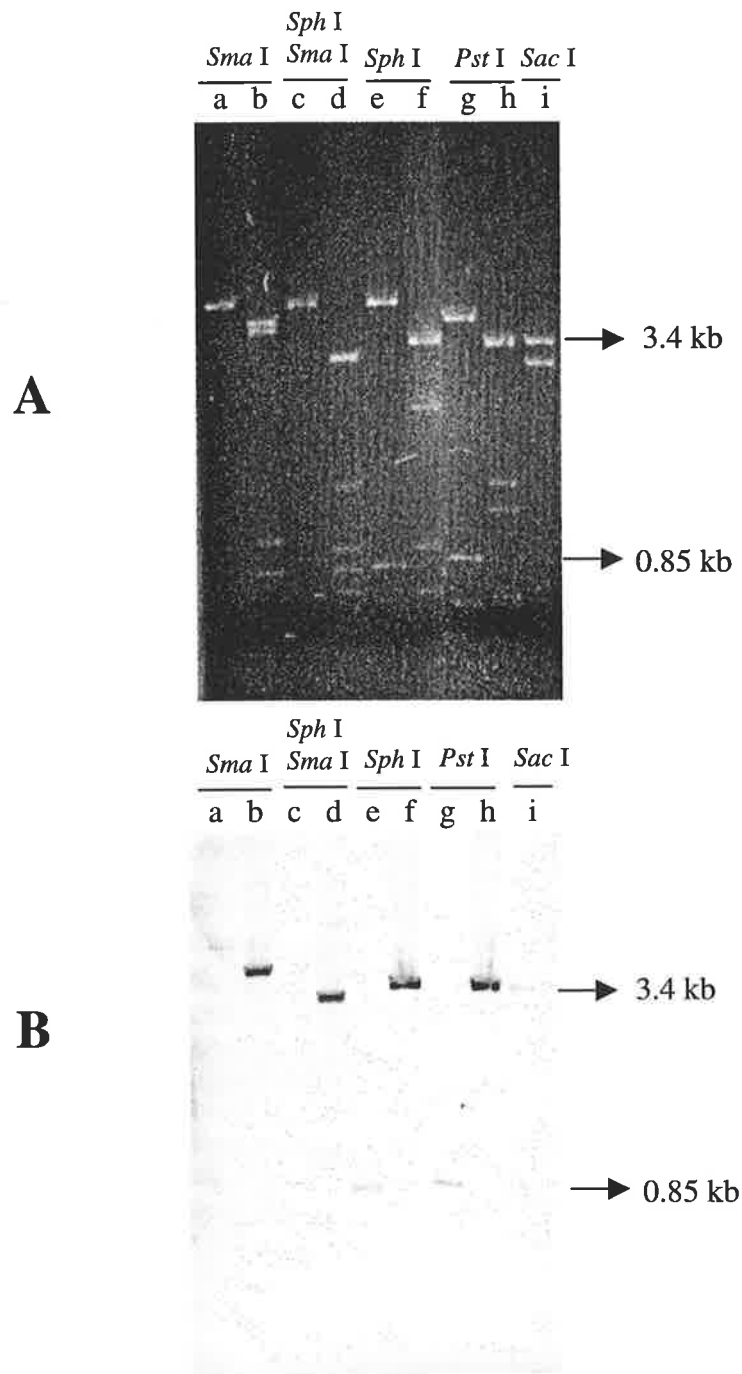 Sph I
Sma I Sma I Sph I Pst I Sac I
a b c d e f g h i
3.4 kb
A
0.85 kb
Sph I
Sma I Sma I Sph I Pst I Sac I
a b c d e f g h i
3.4 kb
B
0.85 kb